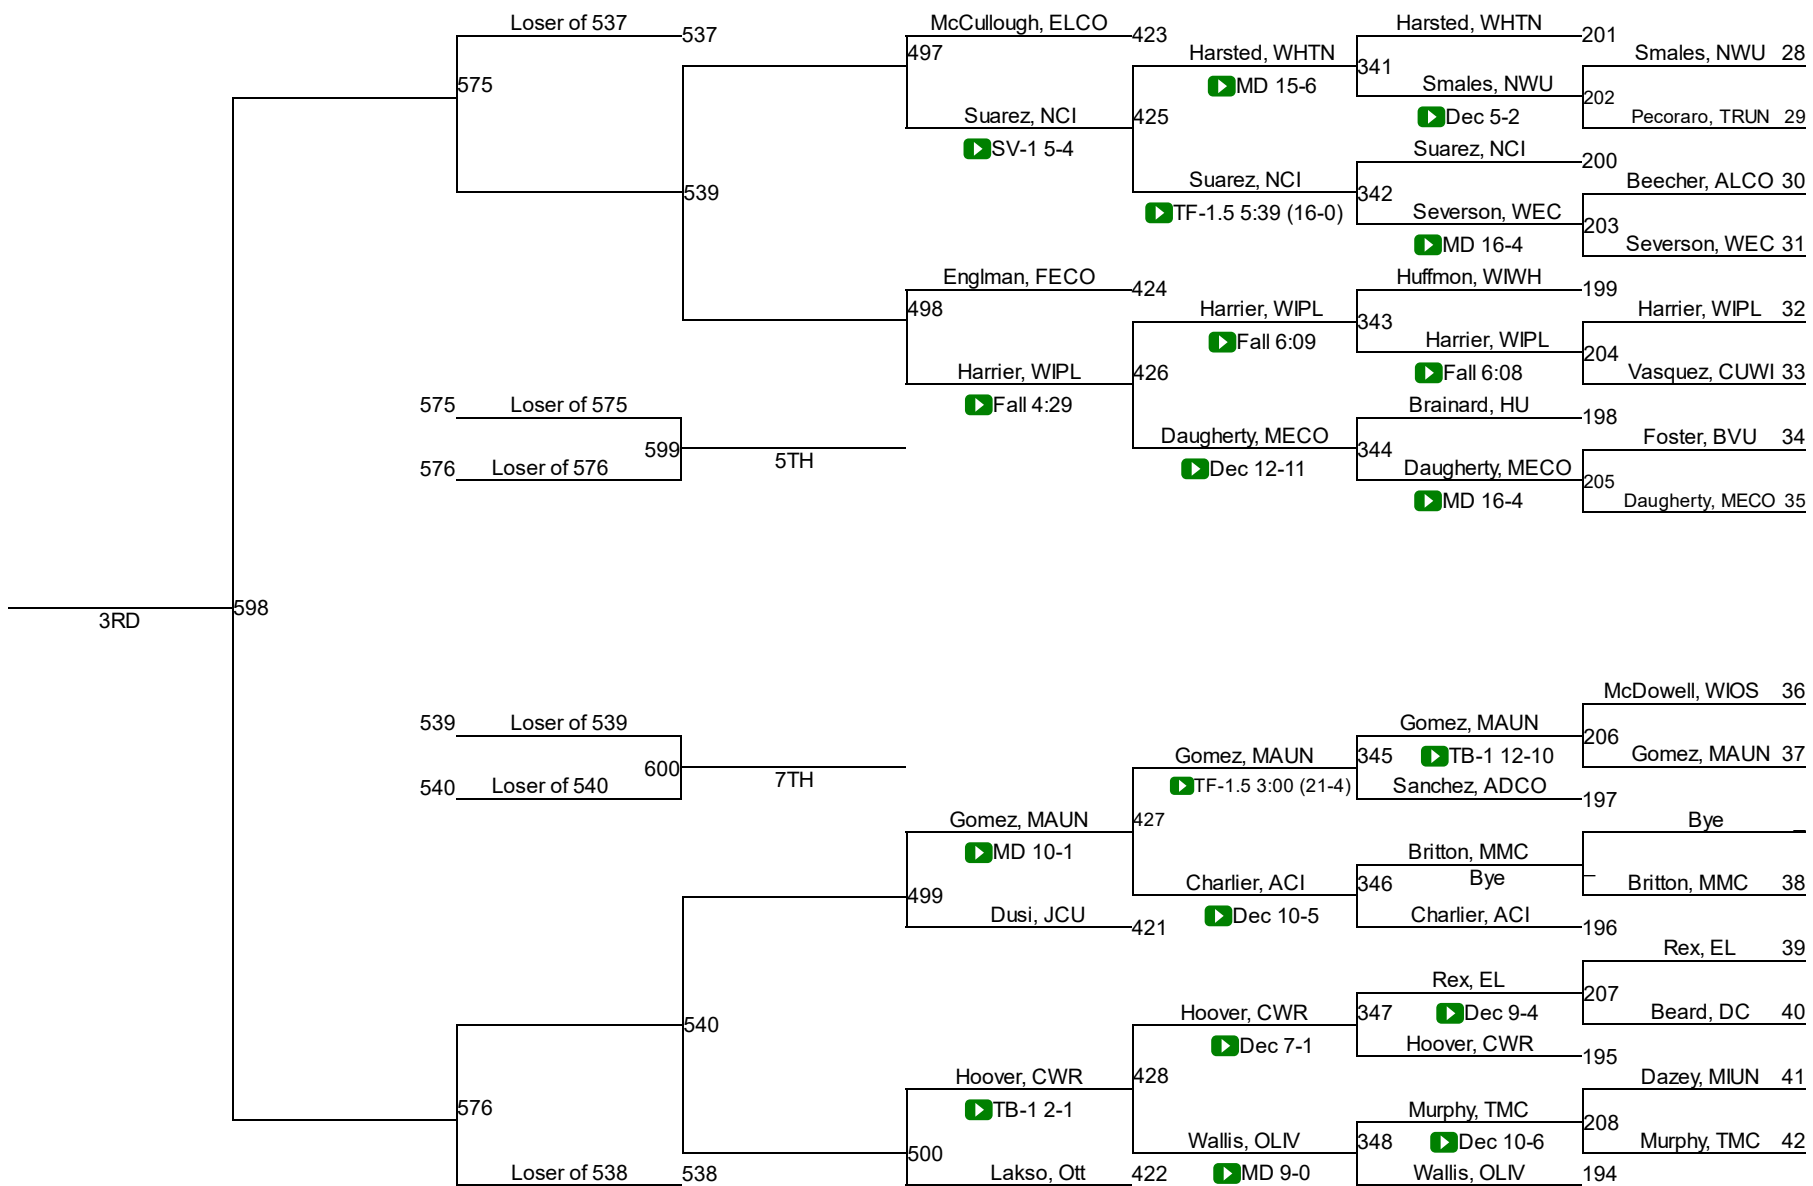 Loser of 537
537
McCullough, ELCO
423
Harsted, WHTN
201
497
Harsted, WHTN
341
Smales, NWU 28
575
MD 15-6
Smales, NWU
202
Suarez, NCI
425
Dec 5-2
Pecoraro, TRUN 29
SV-1 5-4
Suarez, NCI
200
539
Suarez, NCI
342
Beecher, ALCO 30
TF-1.5 5:39 (16-0)
Severson, WEC
203
MD 16-4
Severson, WEC 31
Englman, FECO
424
Huffmon, WIWH
199
498
Harrier, WIPL
343
Harrier, WIPL 32
Fall 6:09
Harrier, WIPL
204
Harrier, WIPL
426
Fall 6:08
Vasquez, CUWI 33
575
Loser of 575
Fall 4:29
Brainard, HU
198
599
5TH
Daugherty, MECO
344
Foster, BVU 34
576
Loser of 576
Dec 12-11
Daugherty, MECO
205
MD 16-4
Daugherty, MECO 35
3RD
598
McDowell, WIOS 36
539
Loser of 539
Gomez, MAUN
206
600
7TH
Gomez, MAUN
345
TB-1 12-10
Gomez, MAUN 37
540
Loser of 540
TF-1.5 3:00 (21-4)
Sanchez, ADCO
197
Gomez, MAUN
427
Bye
MD 10-1
Britton, MMC
499
Charlier, ACI
346
Bye
Britton, MMC 38
Dusi, JCU
421
Dec 10-5
Charlier, ACI
196
Rex, EL 39
540
Rex, EL
207
Hoover, CWR
347
Dec 9-4
Beard, DC 40
Dec 7-1
Hoover, CWR
195
Hoover, CWR
428
Dazey, MIUN 41
576
TB-1 2-1
Murphy, TMC
208
500
Wallis, OLIV
348
Dec 10-6
Murphy, TMC 42
Loser of 538
538
Lakso, Ott
422
MD 9-0
Wallis, OLIV
194